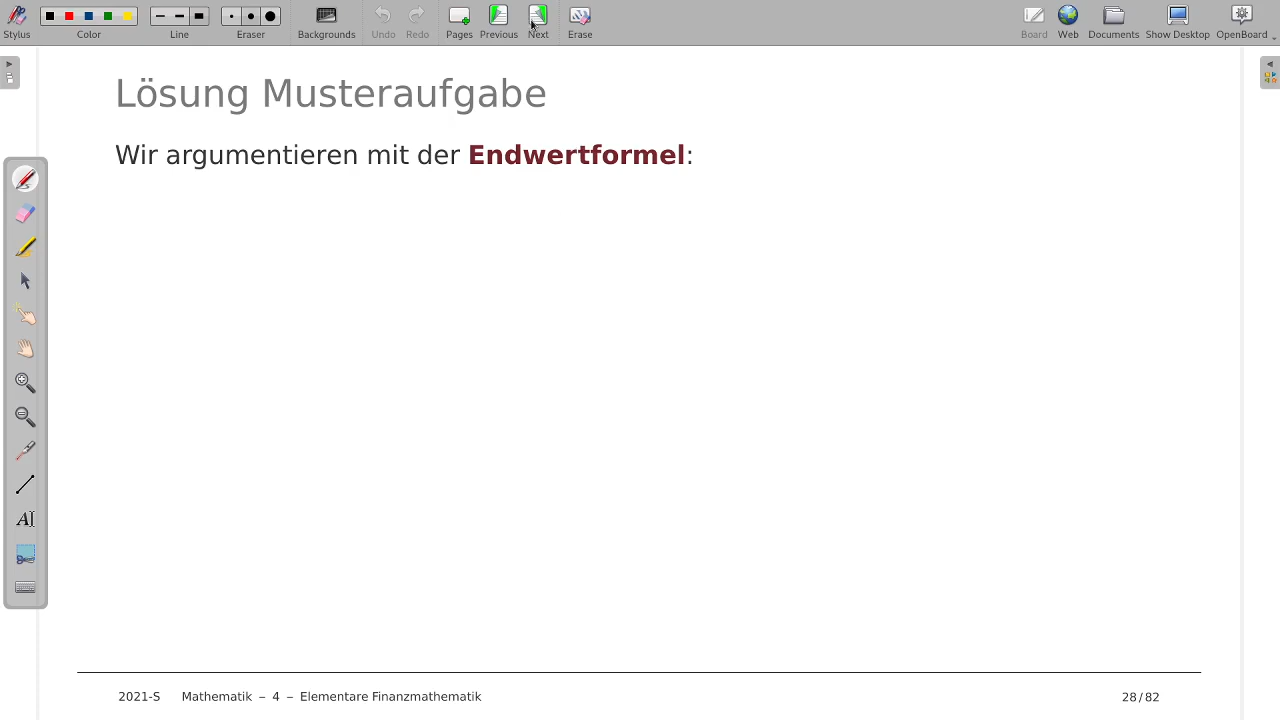 Stylus Color Line Eraser Backgrounds Undo Redo Pages Previous Next Erase Board Web Documents Show Desktop OpenBoard
Lösung Musteraufgabe
Wir argumentieren mit der Endwertformel:
AI
2021-S Mathematik – 4 – Elementare Finanzmathematik 28/82